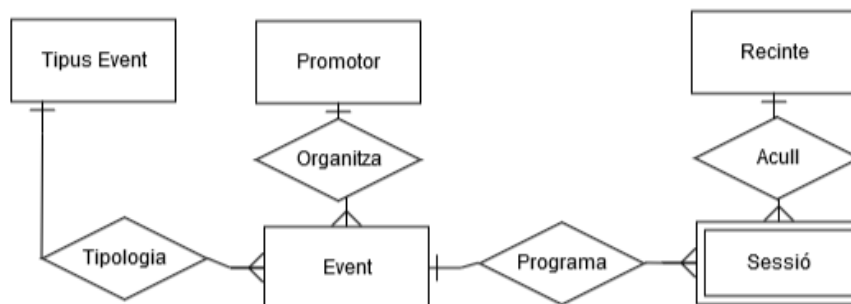 Tipus Event
Promotor
Recinte
Organitza
Acull
Tipologia
Event
Programa
Sessió